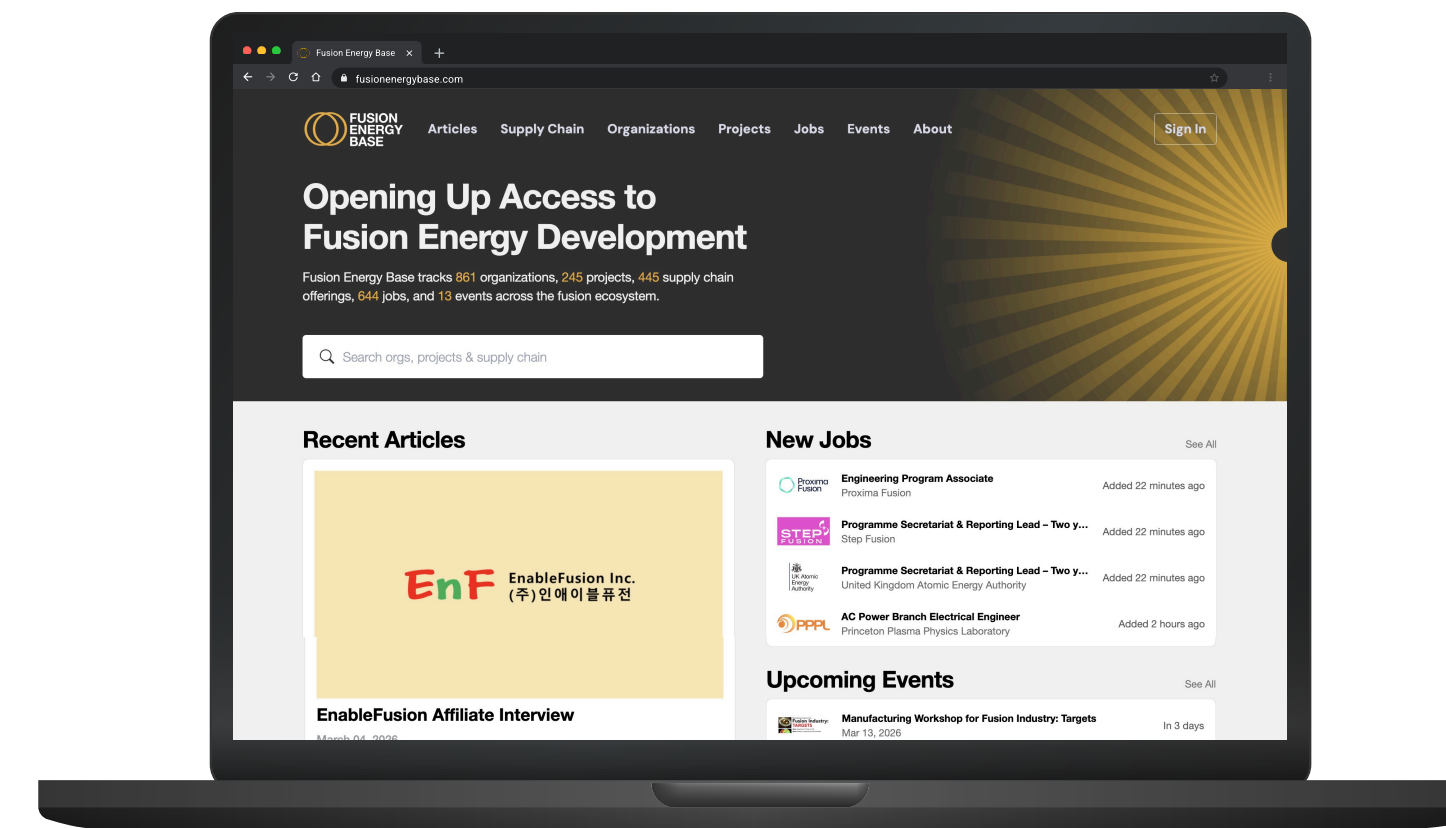 Fusion Energy Base
fusionenergybase.com
FUSION
ENERGY
BASE
Articles
Supply Chain
Organizations
Projects
Jobs
Events
About
Sign In
Opening Up Access to
Fusion Energy Development
Fusion Energy Base tracks 861 organizations, 245 projects, 445 supply chain
offerings, 644 jobs, and 13 events across the fusion ecosystem.
Search orgs, projects & supply chain
Recent Articles
EnF
EnableFusion Inc.
(주)인애이블퓨전
EnableFusion Affiliate Interview
March 04, 2026
New Jobs
See All
Proxima
Fusion
Engineering Program Associate
Proxima Fusion
Added 22 minutes ago
STEP
FUSION
Programme Secretariat & Reporting Lead – Two y...
Step Fusion
Added 22 minutes ago
UK Atomic
Energy
Authority
Programme Secretariat & Reporting Lead – Two y...
United Kingdom Atomic Energy Authority
Added 22 minutes ago
PPPL
AC Power Branch Electrical Engineer
Princeton Plasma Physics Laboratory
Added 2 hours ago
Upcoming Events
See All
Fusion Industry:
TARGETS
Manufacturing Workshop for Fusion Industry: Targets
Mar 13, 2026
In 3 days